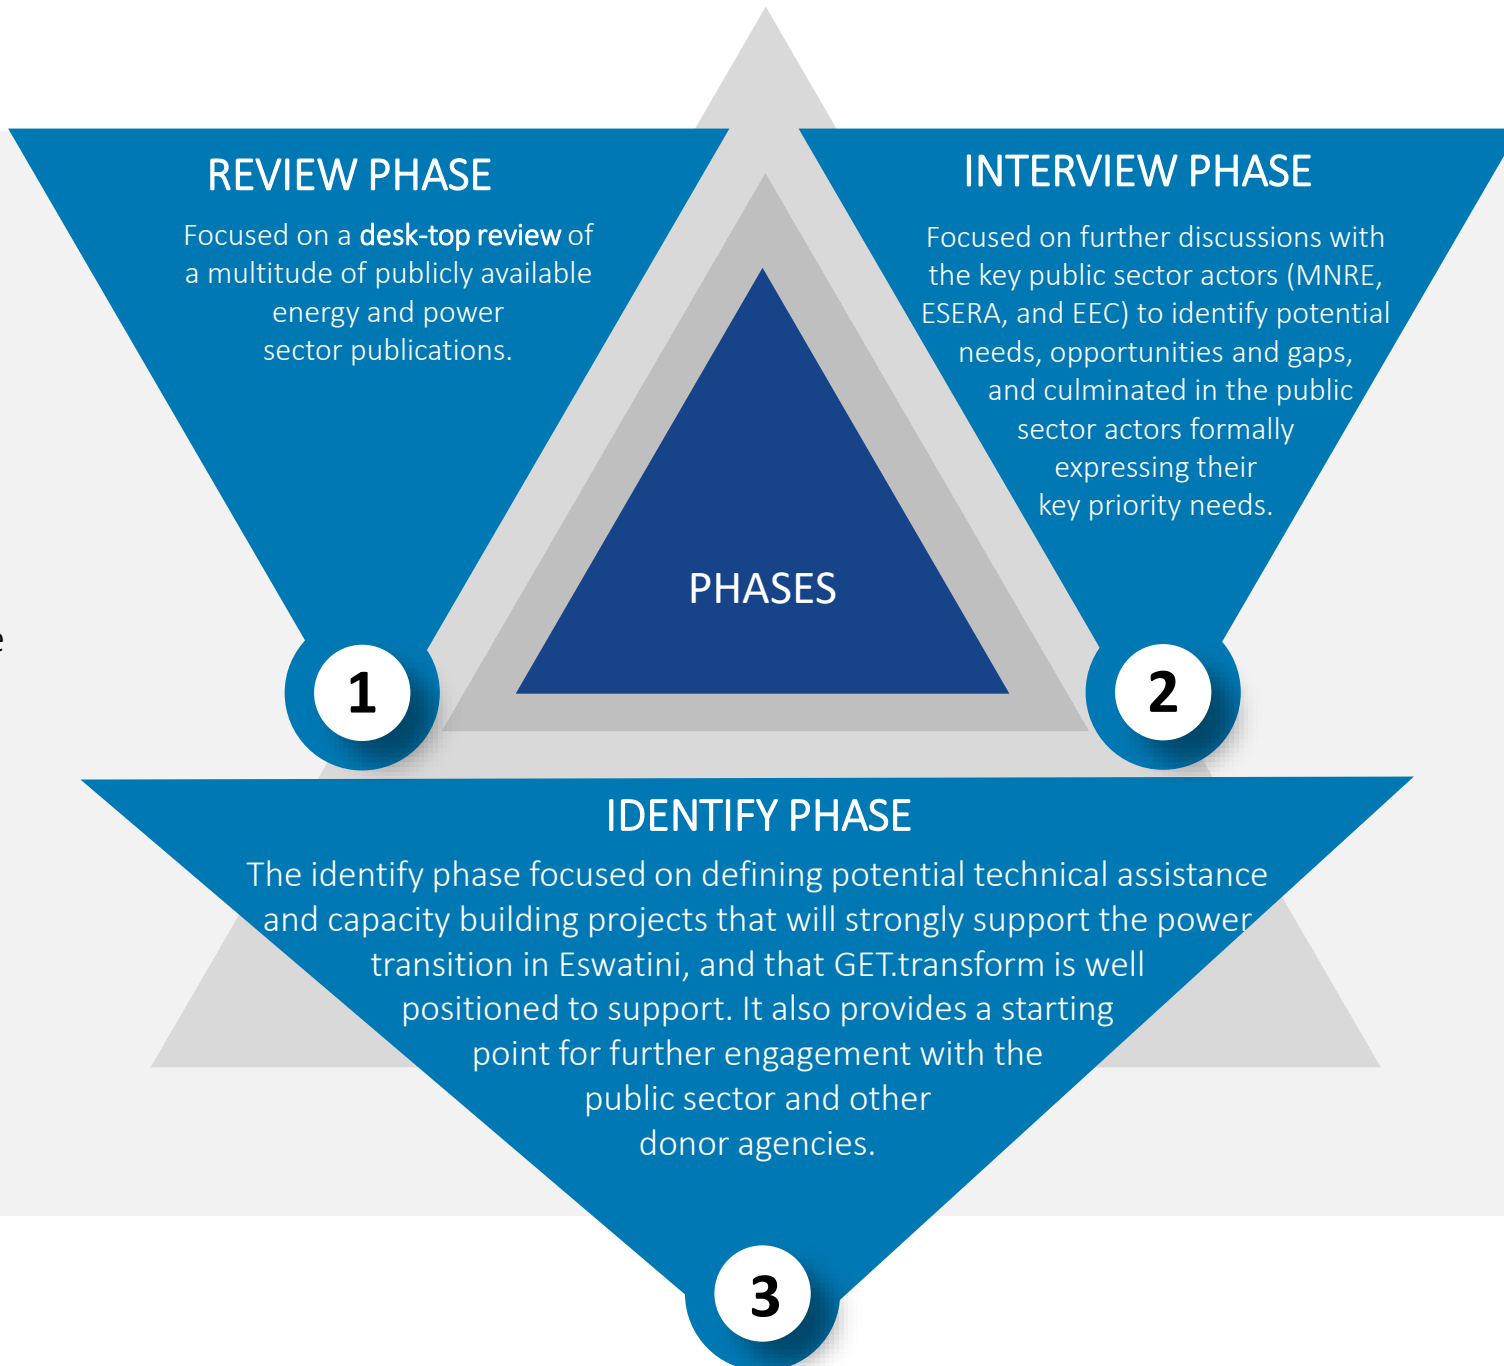 REVIEW PHASE
Focused on a desk-top review of
a multitude of publicly available
energy and power
sector publications.
INTERVIEW PHASE
Focused on further discussions with
the key public sector actors (MNRE,
ESERA, and EEC) to identify potential
needs, opportunities and gaps,
and culminated in the public
sector actors formally
expressing their
key priority needs.
PHASES
e
1
2
IDENTIFY PHASE
The identify phase focused on defining potential technical assistance
and capacity building projects that will strongly support the power
transition in Eswatini, and that GET.transform is well
positioned to support. It also provides a starting
point for further engagement with the
public sector and other
donor agencies.
3